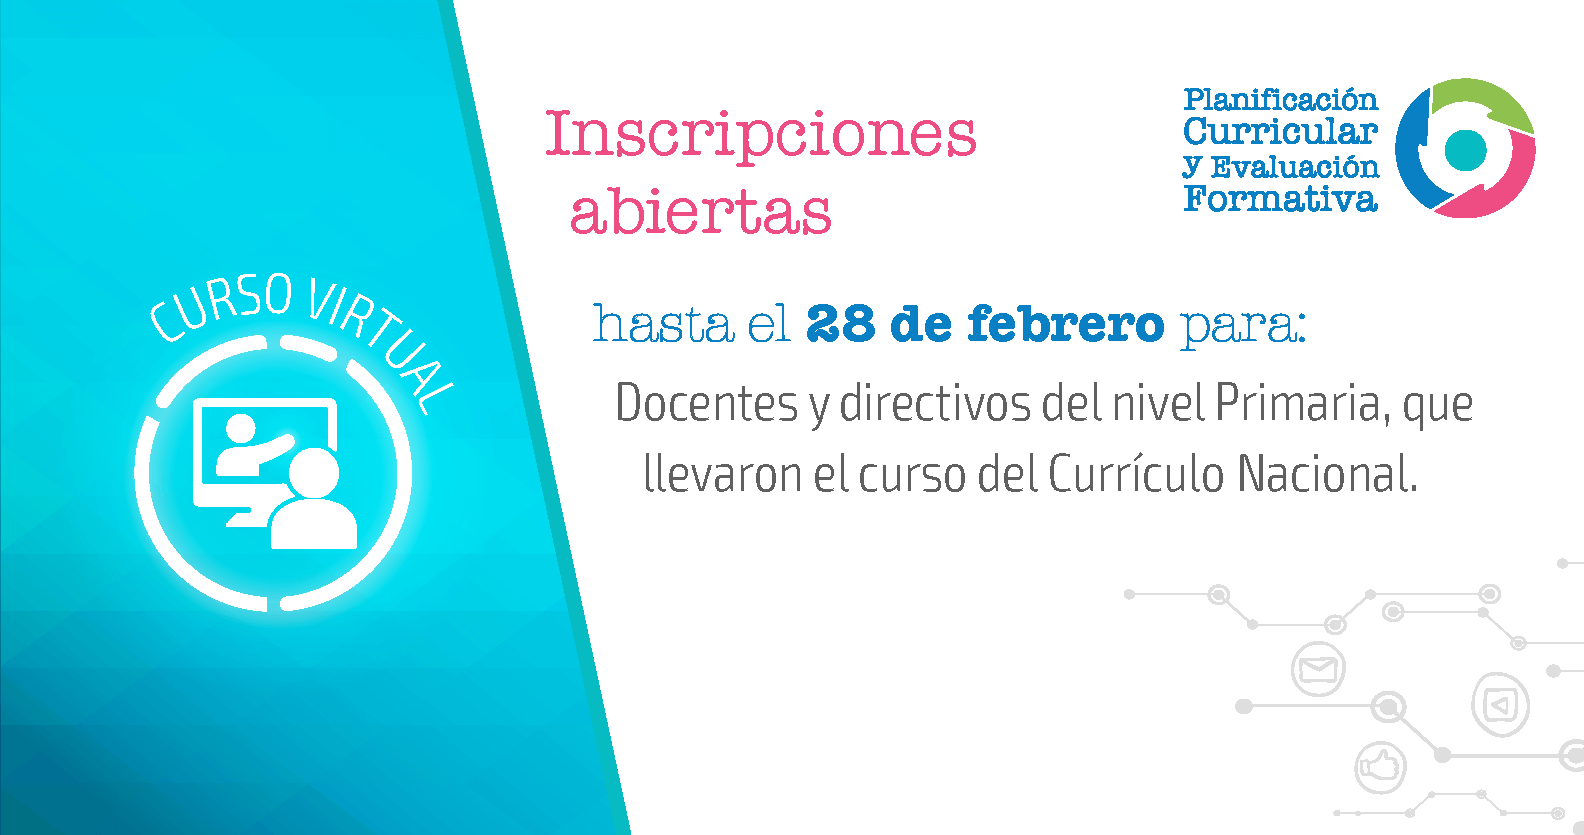 CURSO VIRTUAL
Inscripciones
abiertas
hasta el 28 de febrero para:
Docentes y directivos del nivel Primaria, que
llevaron el curso del Currículo Nacional.
Planificación
Curricular
y Evaluación
Formativa